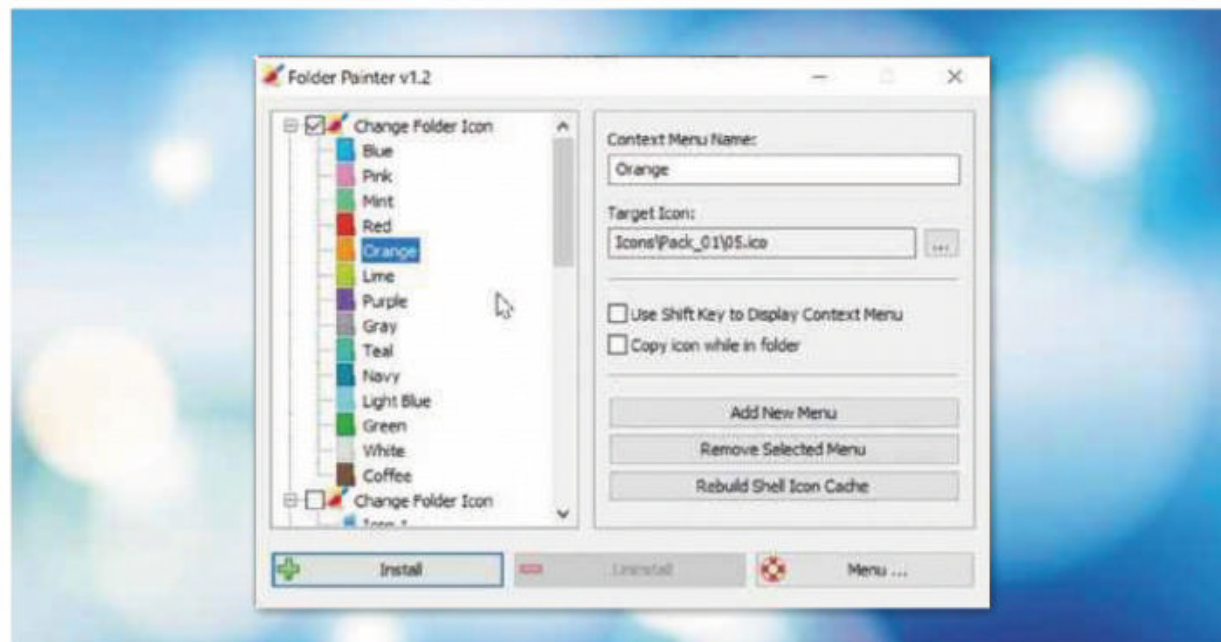 Folder Painter v1.2
Change Folder Icon
Blue
Pink
Mint
Red
Orange
Lime
Purple
Gray
Teal
Navy
Light Blue
Green
White
Coffee
Change Folder Icon
Context Menu Name:
Orange
Target Icon:
Icons\Pack_01\05.ico
...
Use Shift Key to Display Context Menu
Copy icon while in folder
Add New Menu
Remove Selected Menu
Rebuild Shell Icon Cache
Install
Uninstall
Menu ...